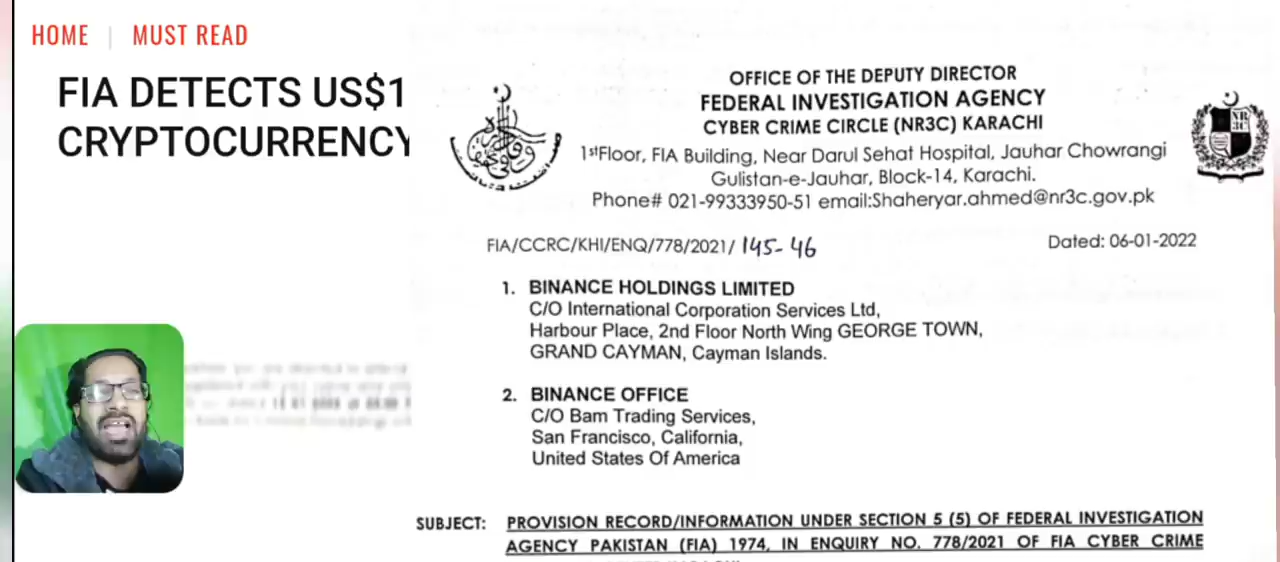 HOME | MUST READ
FIA DETECTS US$1
CRYPTOCURRENCY
OFFICE OF THE DEPUTY DIRECTOR
FEDERAL INVESTIGATION AGENCY
CYBER CRIME CIRCLE (NR3C) KARACHI
1stFloor, FIA Building, Near Darul Sehat Hospital, Jauhar Chowrangi
Gulistan-e-Jauhar, Block-14, Karachi.
Phone# 021-99333950-51 email:Shaheryar.ahmed@nr3c.gov.pk
NR
3C
FIA/CCRC/KHI/ENQ/778/2021/ 145-46
Dated: 06-01-2022
1. BINANCE HOLDINGS LIMITED
C/O International Corporation Services Ltd,
Harbour Place, 2nd Floor North Wing GEORGE TOWN,
GRAND CAYMAN, Cayman Islands.
2. BINANCE OFFICE
C/O Bam Trading Services,
San Francisco, California,
United States Of America
SUBJECT: PROVISION RECORD/INFORMATION UNDER SECTION 5 (5) OF FEDERAL INVESTIGATION
AGENCY PAKISTAN (FIA) 1974, IN ENQUIRY NO. 778/2021 OF FIA CYBER CRIME